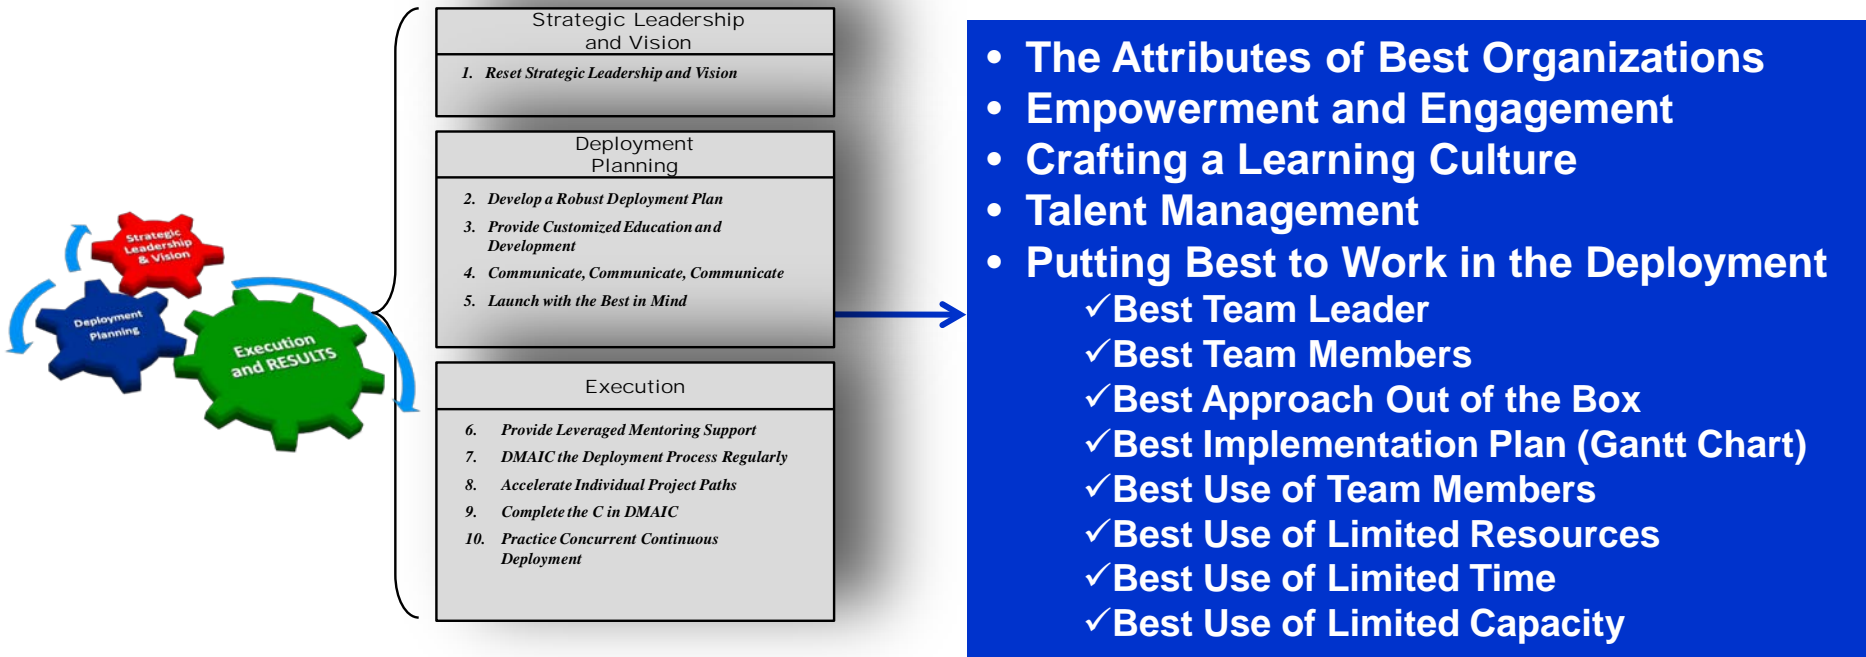 Strategic
Leadership
& Vision
Deployment
Planning
Execution
and RESULTS
Strategic Leadership
and Vision
1. Reset Strategic Leadership and Vision
Deployment
Planning
2. Develop a Robust Deployment Plan
3. Provide Customized Education and
Development
4. Communicate, Communicate, Communicate
5. Launch with the Best in Mind
Execution
6. Provide Leveraged Mentoring Support
7. DMAIC the Deployment Process Regularly
8. Accelerate Individual Project Paths
9. Complete the C in DMAIC
10. Practice Concurrent Continuous
Deployment
• The Attributes of Best Organizations
• Empowerment and Engagement
• Crafting a Learning Culture
• Talent Management
• Putting Best to Work in the Deployment
✓Best Team Leader
✓Best Team Members
✓Best Approach Out of the Box
✓Best Implementation Plan (Gantt Chart)
✓Best Use of Team Members
✓Best Use of Limited Resources
✓Best Use of Limited Time
✓Best Use of Limited Capacity